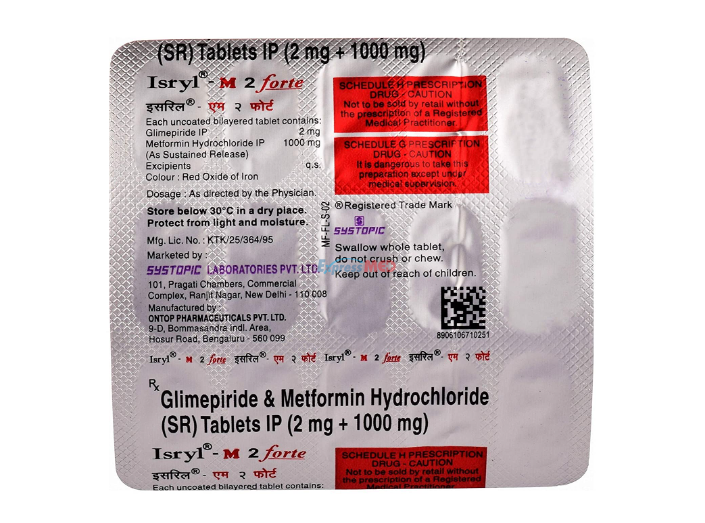 (SR) Tablets IP (2 mg + 1000 mg)
Isryl®- M 2 forte
इसरिल®- एम २ फोर्ट
Each uncoated bilayered tablet contains:
Glimepiride IP 2 mg
Metformin Hydrochloride IP 1000 mg
(As Sustained Release)
Excipients q.s.
Colour : Red Oxide of Iron
Dosage : As directed by the Physician.
Store below 30°C in a dry place.
Protect from light and moisture.
Mfg. Lic. No. : KTK/25/364/95
Marketed by :
SYSTOPIC LABORATORIES PVT. LTD.
101, Pragati Chambers, Commercial
Complex, Ranjit Nagar, New Delhi - 110 008
Manufactured by :
ONTOP PHARMACEUTICALS PVT. LTD.
9-D, Bommasandra Indl. Area,
Hosur Road, Bengaluru - 560 099
SCHEDULE H PRESCRIPTION
DRUG - CAUTION
Not to be sold by retail without
the prescription of a Registered
Medical Practitioner.
SCHEDULE G PRESCRIPTION
DRUG - CAUTION
It is dangerous to take this
preparation except under
medical supervision.
MF-FL-S-02
® Registered Trade Mark
SYSTOPIC
Swallow whole tablet,
do not crush or chew.
ExpressMed
Keep out of reach of children.
8906106710251
Isryl®- M 2 forte इसरिल®- एम २ फोर्ट Isryl®- M 2 forte इसरिल®- एम २ फोर्ट
Rx
Glimepiride & Metformin Hydrochloride
(SR) Tablets IP (2 mg + 1000 mg)
Isryl®- M 2 forte
इसरिल®- एम २ फोर्ट
Each uncoated bilayered tablet contains:
SCHEDULE H PRESCRIPTION
DRUG - CAUTION
Not to be sold by retail without
the prescription of a Registered
Medical Practitioner.